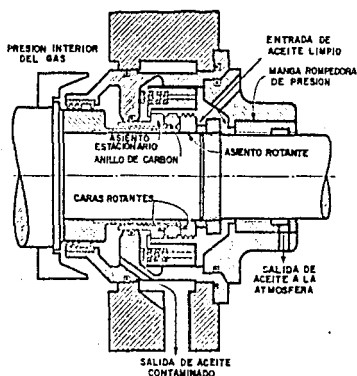 PRESION INTERIOR
DEL GAS
ENTRADA DE
ACEITE LIMPIO
MANGA ROMPEDORA
DE PRESION
ASIENTO
ESTACIONARIO
ANILLO DE CARBON
ASIENTO ROTANTE
CARAS ROTANTES
SALIDA DE
ACEITE A LA
ATMOSFERA
SALIDA DE ACEITE
CONTAMINADO